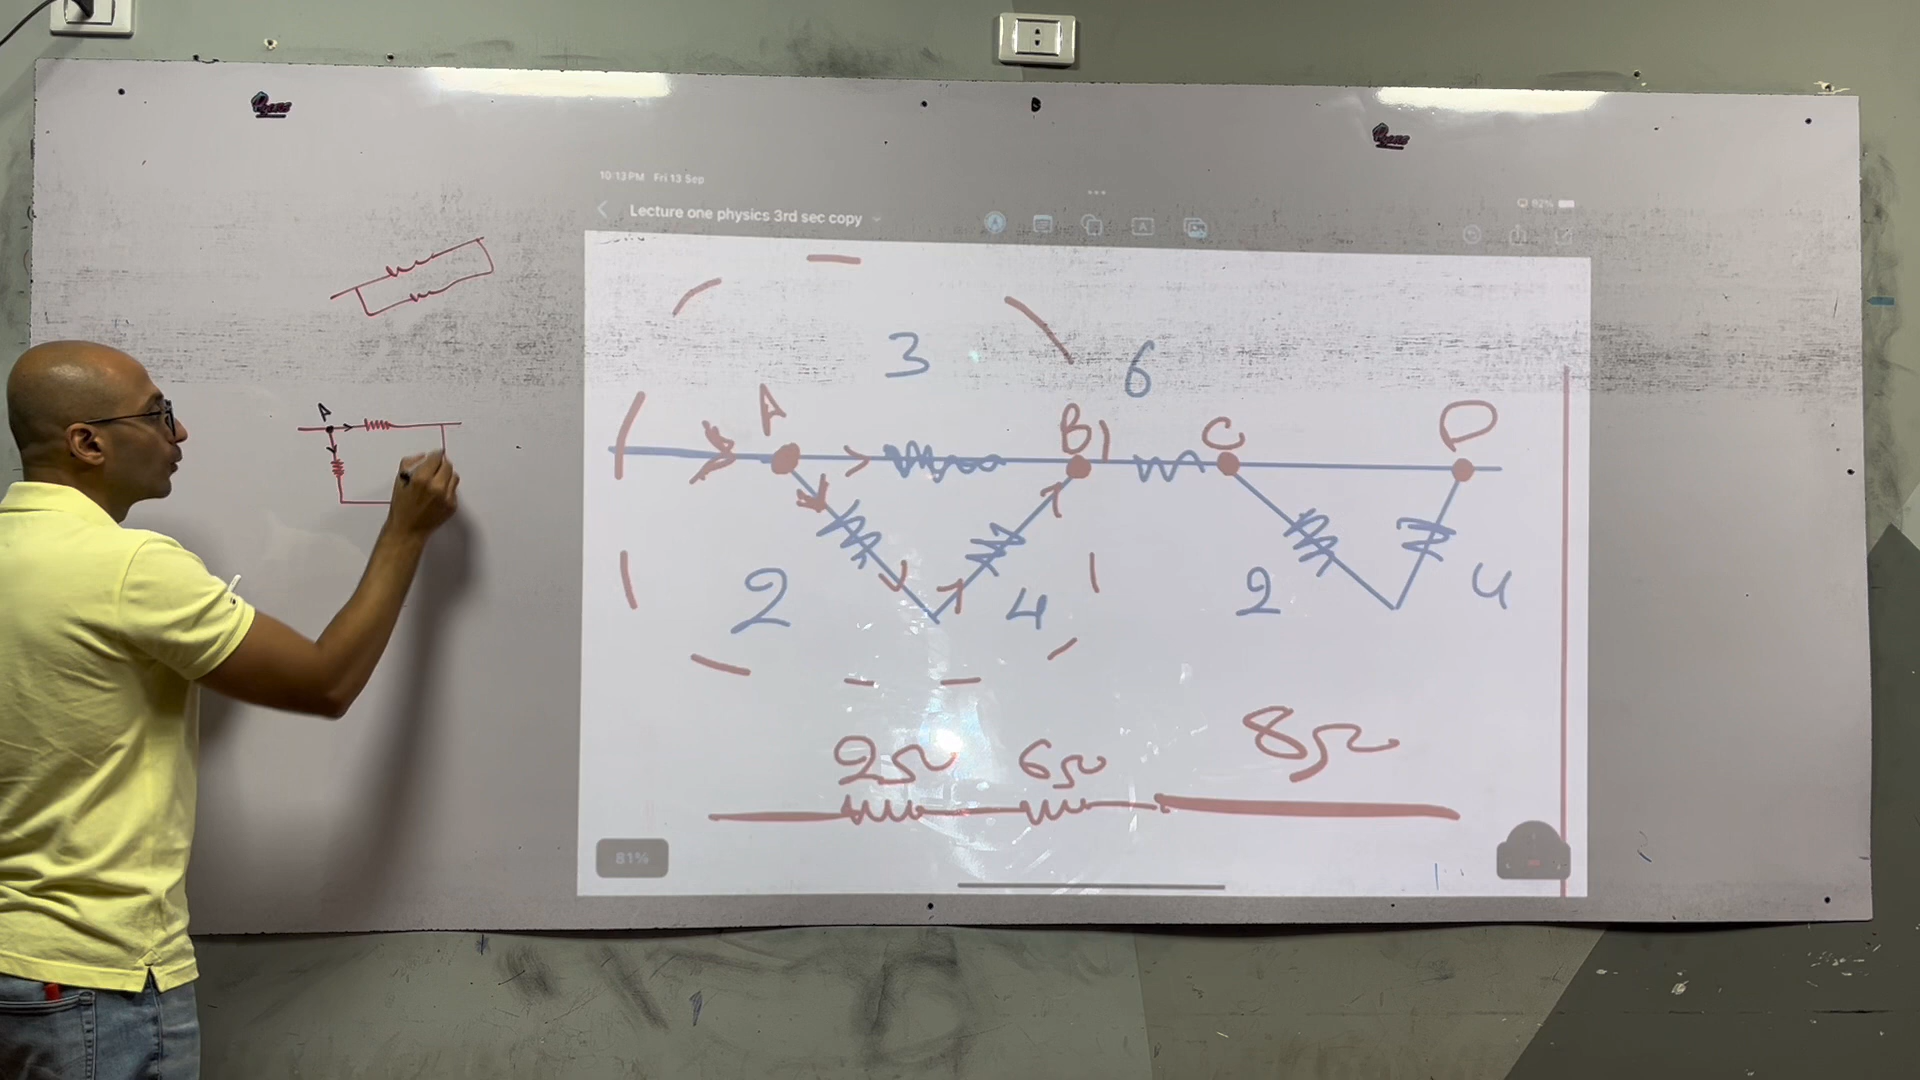 10:13 PM Fri 13 Sep
92%
Lecture one physics 3rd sec copy
3
6
A
B
C
D
A
2
4
2
4
2Ω 6Ω 8Ω
81%